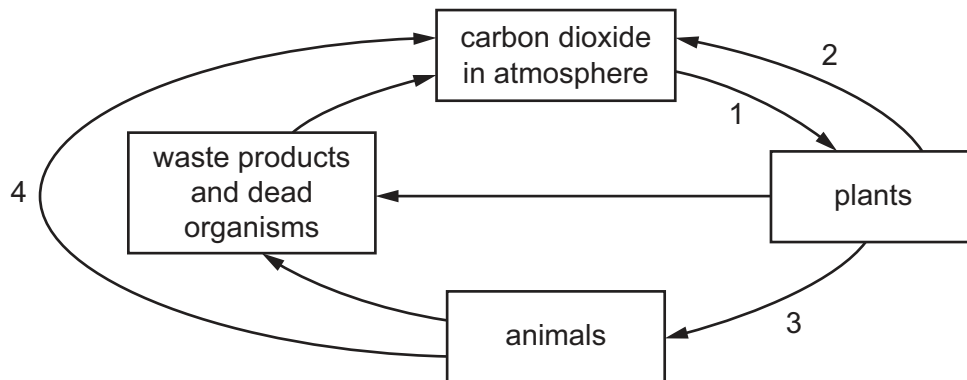 carbon dioxide
in atmosphere
2
1
waste products
and dead
organisms
4
plants
3
animals